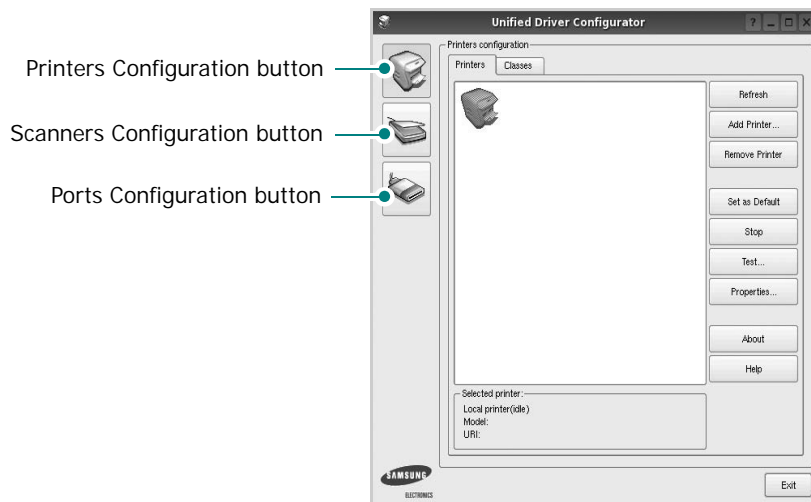 Unified Driver Configurator
Printers configuration
Printers Configuration button
Printers
Classes
Scanners Configuration button
Ports Configuration button
Refresh
Add Printer...
Remove Printer
Set as Default
Stop
Test...
Properties...
About
Help
Selected printer:
Local printer(idle)
Model:
URI:
SAMSUNG
ELECTRONICS
Exit